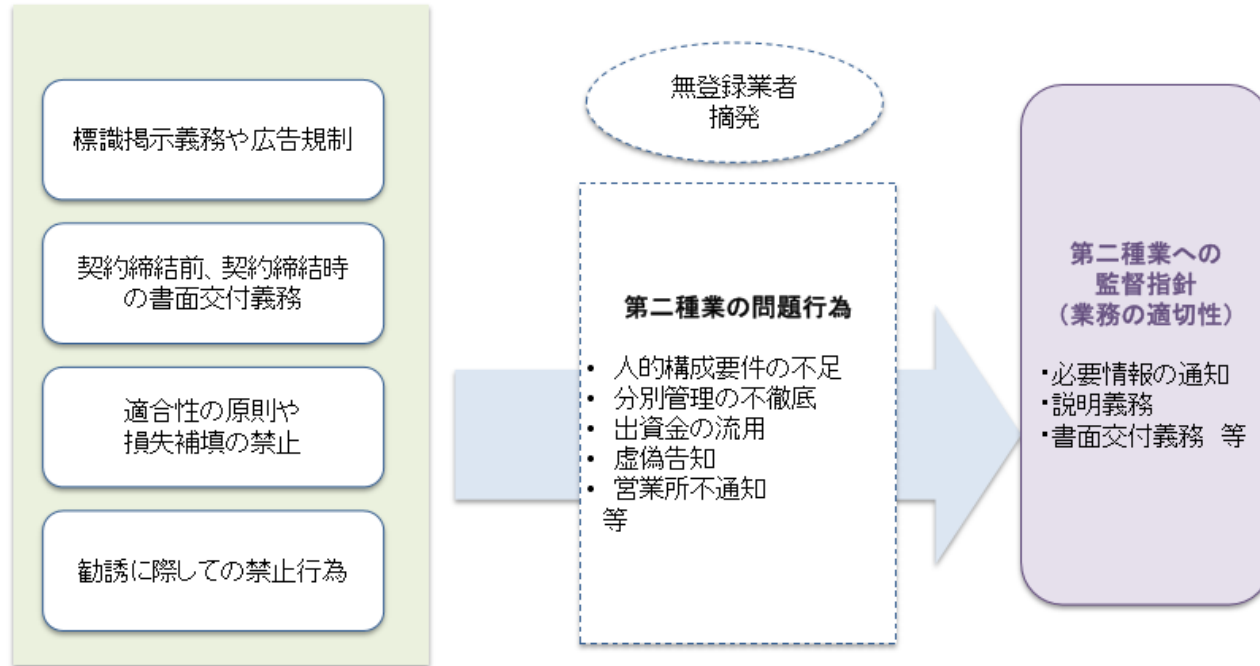 標識掲示義務や広告規制
契約締結前、契約締結時
の書面交付義務
適合性の原則や
損失補填の禁止
勧誘に際しての禁止行為
無登録業者
摘発
第二種業の問題行為
• 人的構成要件の不足
• 分別管理の不徹底
• 出資金の流用
• 虚偽告知
• 営業所不通知
等
第二種業への
監督指針
（業務の適切性）
・必要情報の通知
・説明義務
・書面交付義務 等